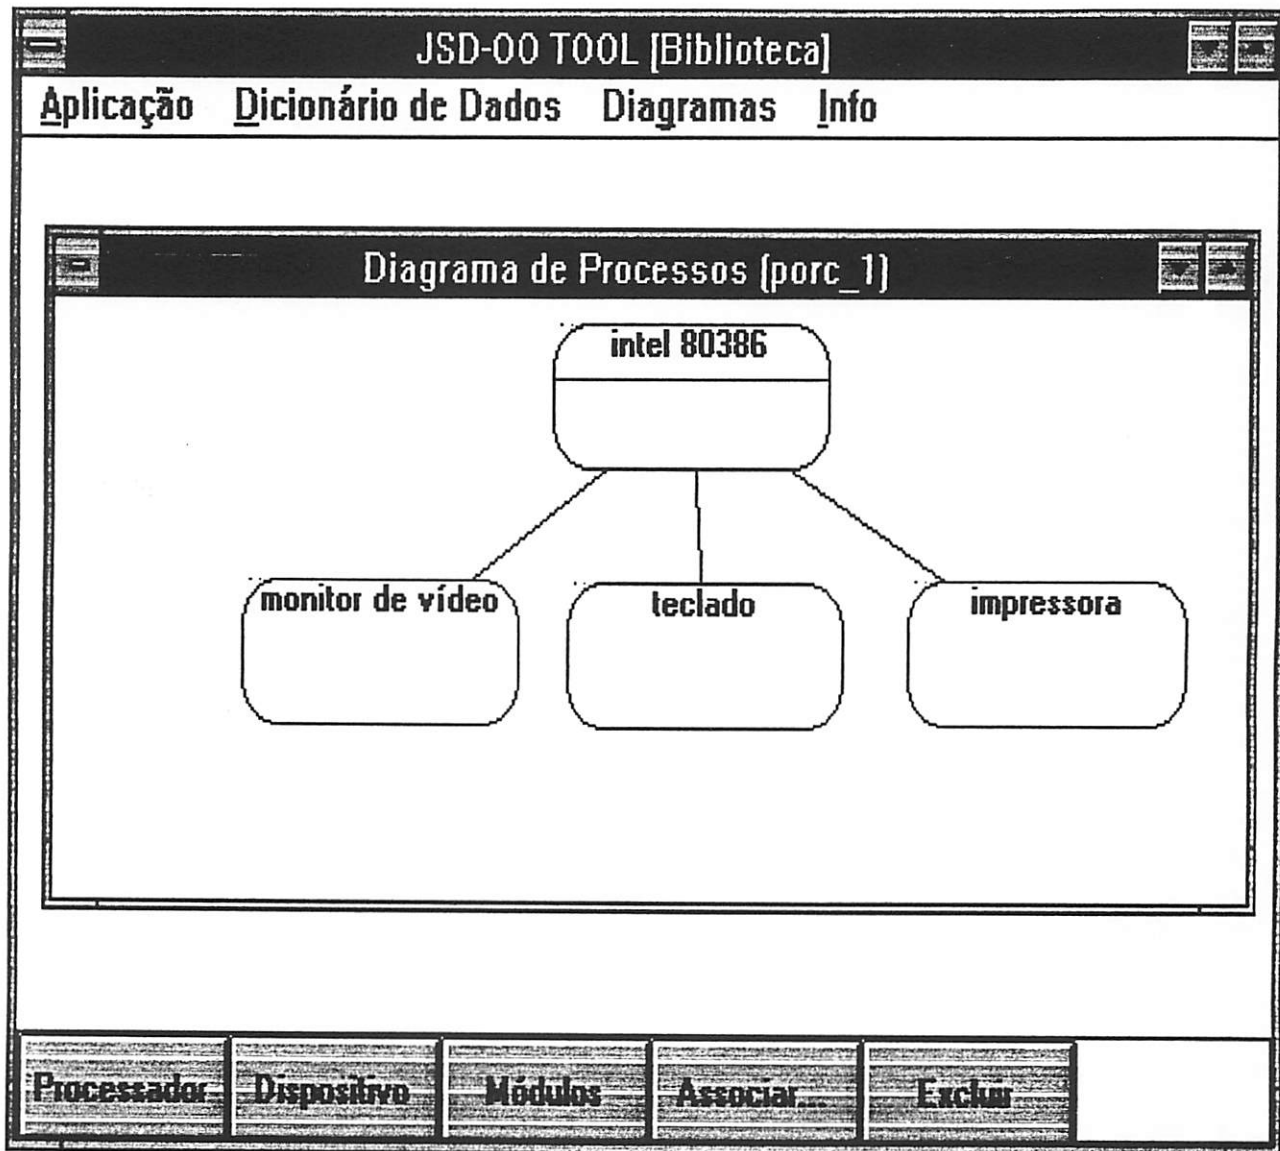 JSD-OO TOOL [Biblioteca]
Aplicação Dicionário de Dados Diagramas Info
Diagrama de Processos (porc_1)
intel 80386
monitor de vídeo teclado impressora
Processador Dispositivo Módulos Associar... Excluir